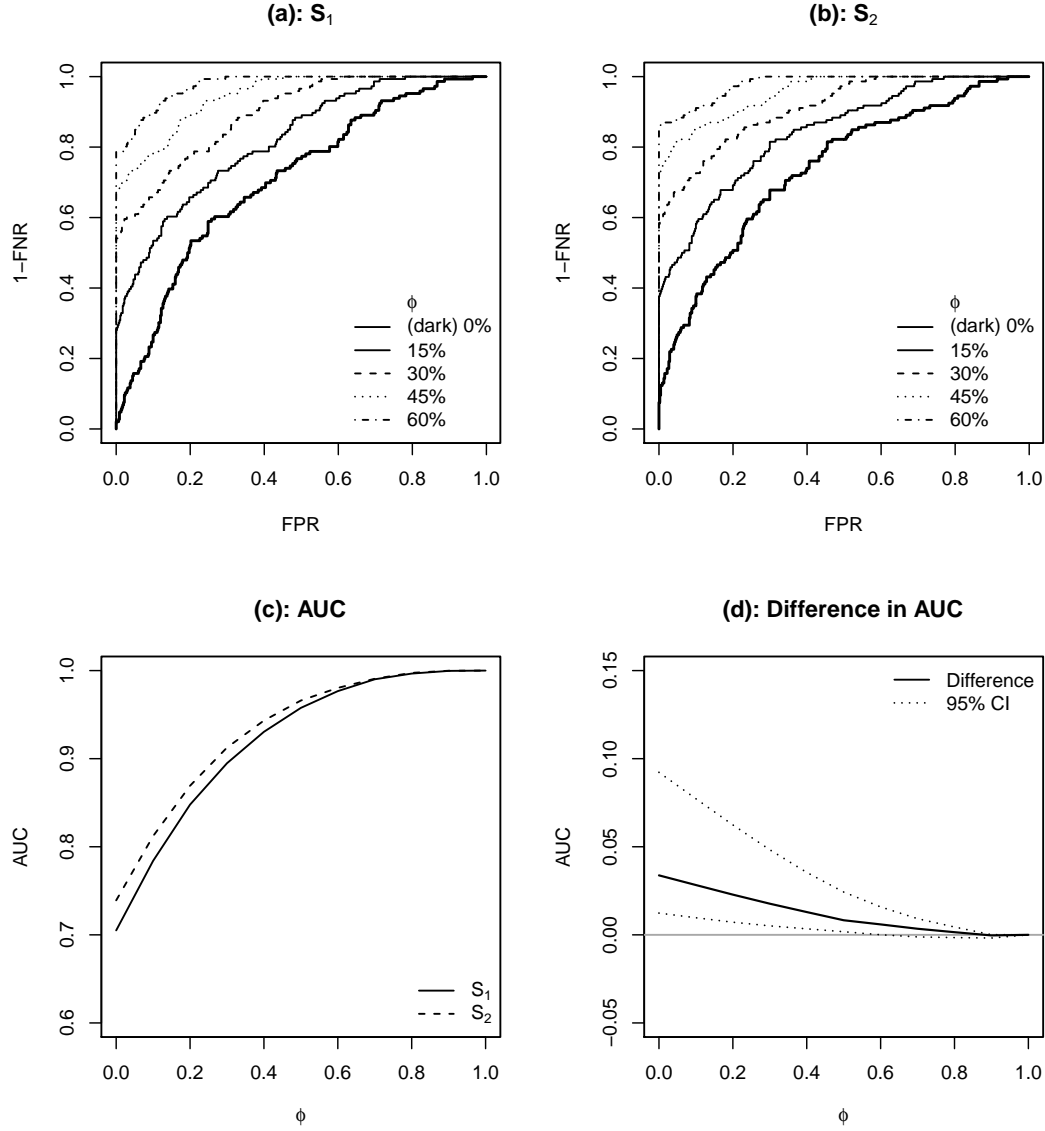 (a): S₁
1−FNR
0.0 0.2 0.4 0.6 0.8 1.0
ϕ
(dark) 0%
15%
30%
45%
60%
0.0 0.2 0.4 0.6 0.8 1.0
FPR
(b): S₂
1−FNR
0.0 0.2 0.4 0.6 0.8 1.0
ϕ
(dark) 0%
15%
30%
45%
60%
0.0 0.2 0.4 0.6 0.8 1.0
FPR
(c): AUC
AUC
0.6 0.7 0.8 0.9 1.0
S₁
S₂
0.0 0.2 0.4 0.6 0.8 1.0
ϕ
(d): Difference in AUC
AUC
−0.05 0.00 0.05 0.10 0.15
Difference
95% CI
0.0 0.2 0.4 0.6 0.8 1.0
ϕ